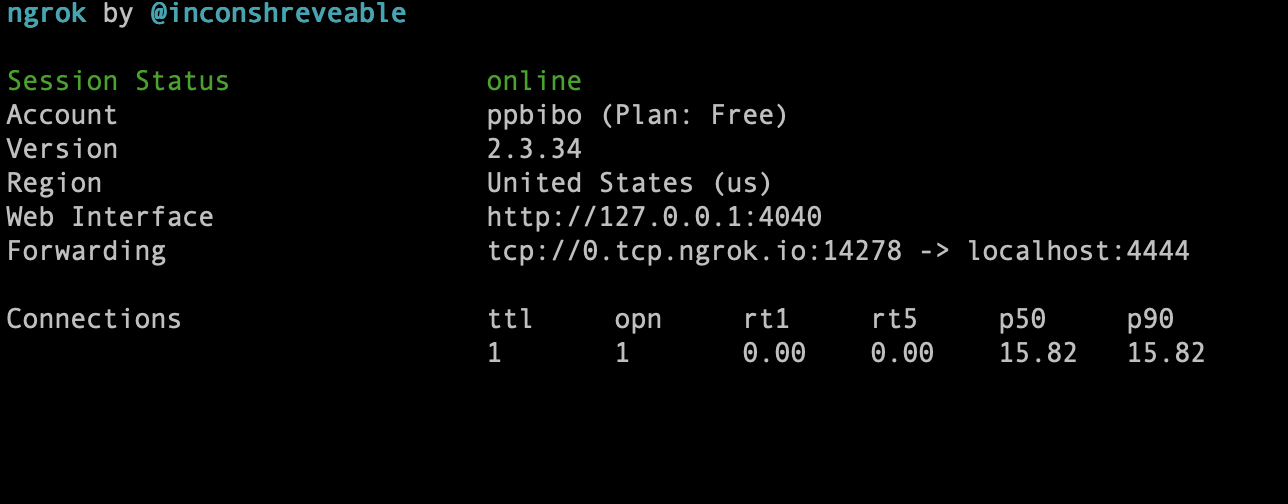 ngrok by @inconshreveable
Session Status online
Account ppbibo (Plan: Free)
Version 2.3.34
Region United States (us)
Web Interface http://127.0.0.1:4040
Forwarding tcp://0.tcp.ngrok.io:14278 -> localhost:4444
Connections ttl opn rt1 rt5 p50 p90
1 1 0.00 0.00 15.82 15.82